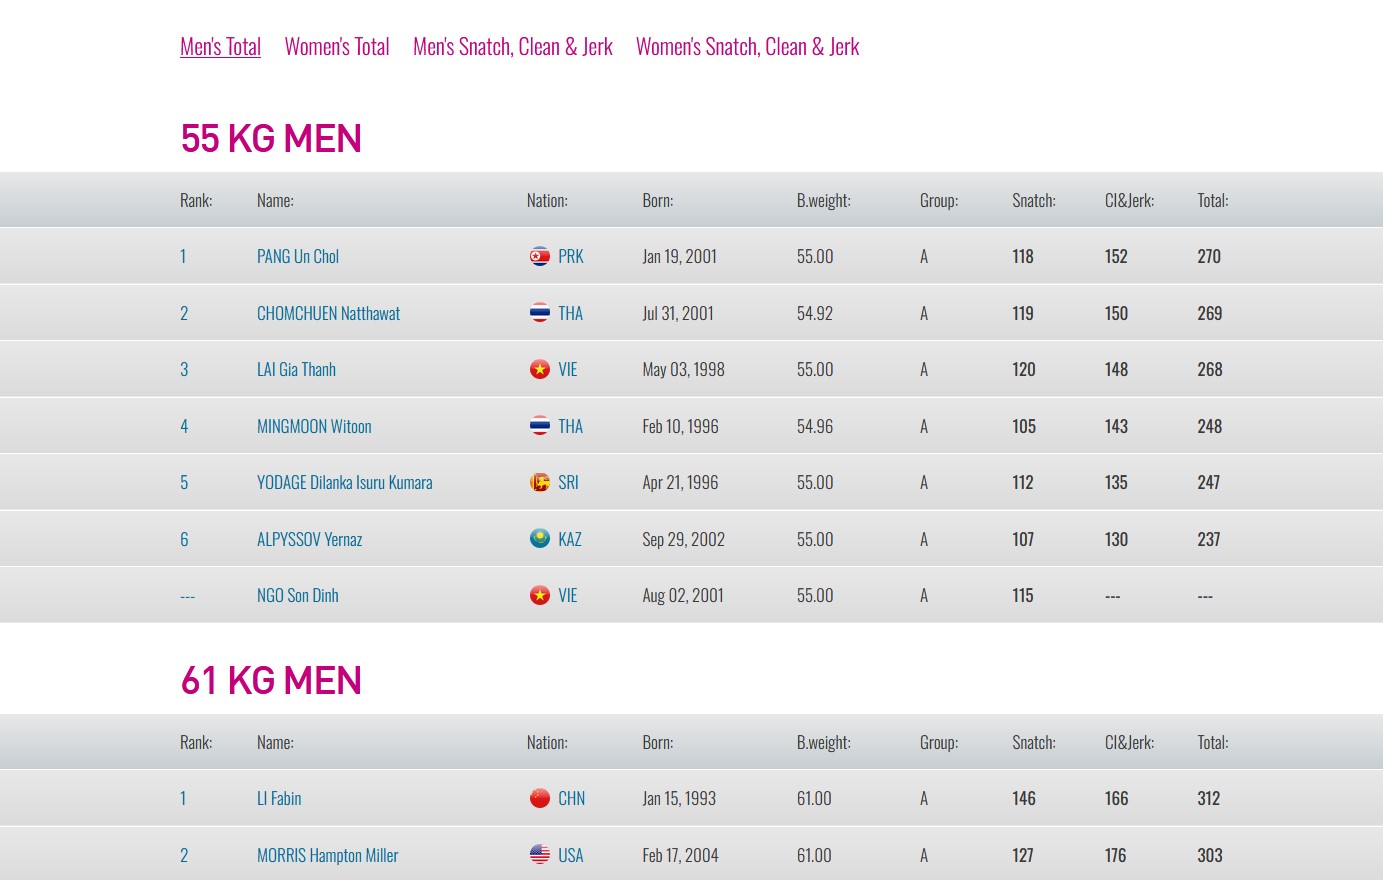 Men's Total Women's Total Men's Snatch, Clean & Jerk Women's Snatch, Clean & Jerk
55 KG MEN
Rank: Name: Nation: Born: B.weight: Group: Snatch: CI&Jerk: Total:
1 PANG Un Chol PRK Jan 19, 2001 55.00 A 118 152 270
2 CHOMCHUEN Natthawat THA Jul 31, 2001 54.92 A 119 150 269
3 LAI Gia Thanh VIE May 03, 1998 55.00 A 120 148 268
4 MINGMOON Witoon THA Feb 10, 1996 54.96 A 105 143 248
5 YODAGE Dilanka Isuru Kumara SRI Apr 21, 1996 55.00 A 112 135 247
6 ALPYSSOV Yernaz KAZ Sep 29, 2002 55.00 A 107 130 237
--- NGO Son Dinh VIE Aug 02, 2001 55.00 A 115 --- ---
61 KG MEN
Rank: Name: Nation: Born: B.weight: Group: Snatch: CI&Jerk: Total:
1 LI Fabin CHN Jan 15, 1993 61.00 A 146 166 312
2 MORRIS Hampton Miller USA Feb 17, 2004 61.00 A 127 176 303